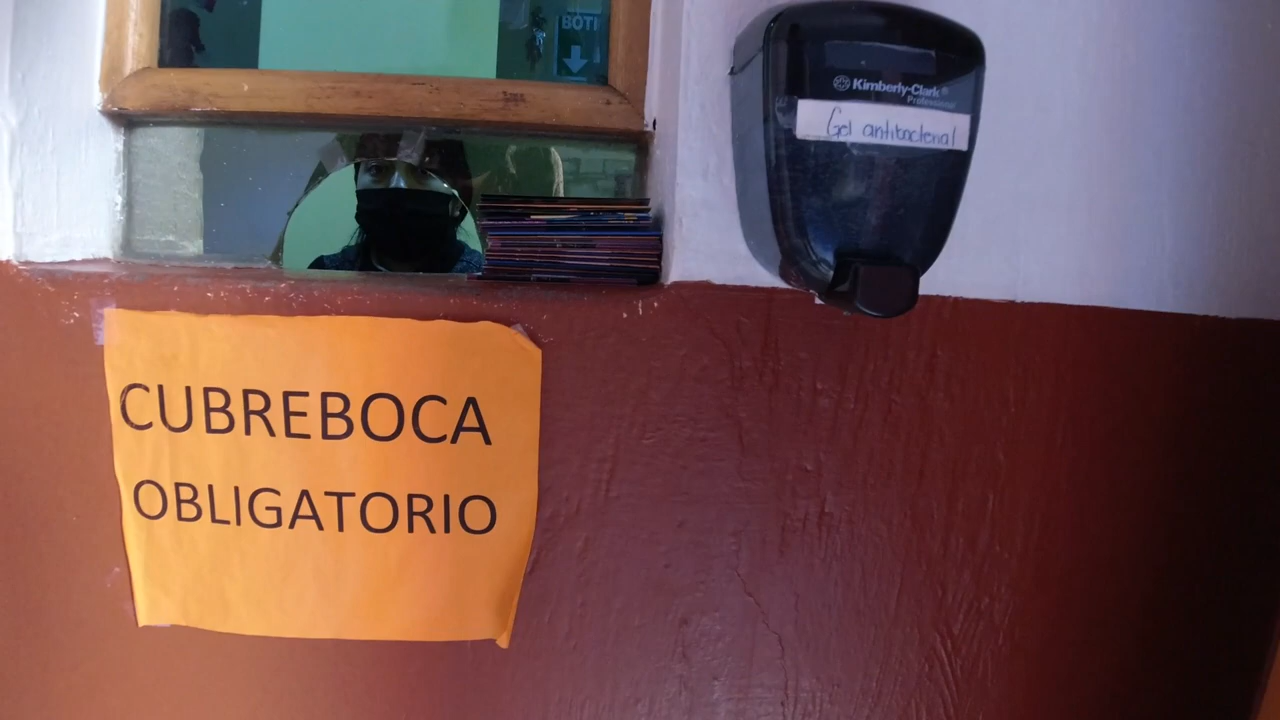 BOTI
Kimberly-Clark®
Professional
Gel antibacterial
CUBREBOCA
OBLIGATORIO